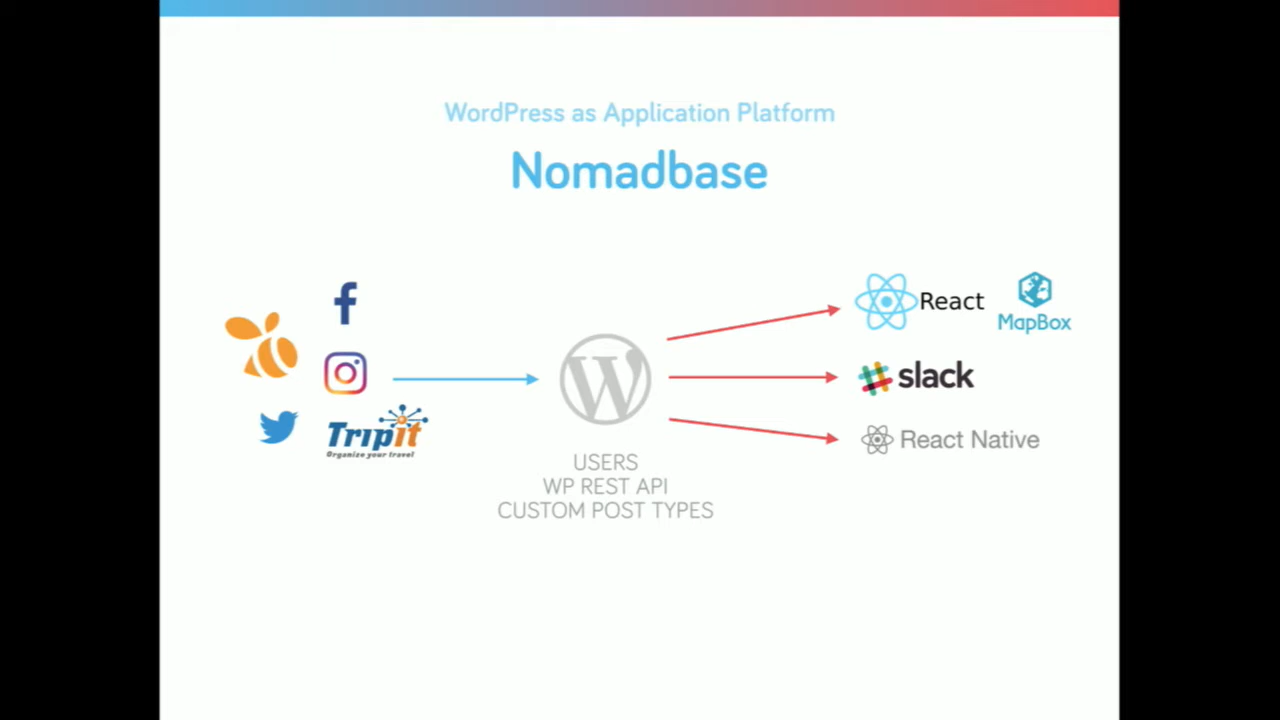 WordPress as Application Platform
Nomadbase
React
MapBox
slack
Tripit
Organize your travel
React Native
USERS
WP REST API
CUSTOM POST TYPES